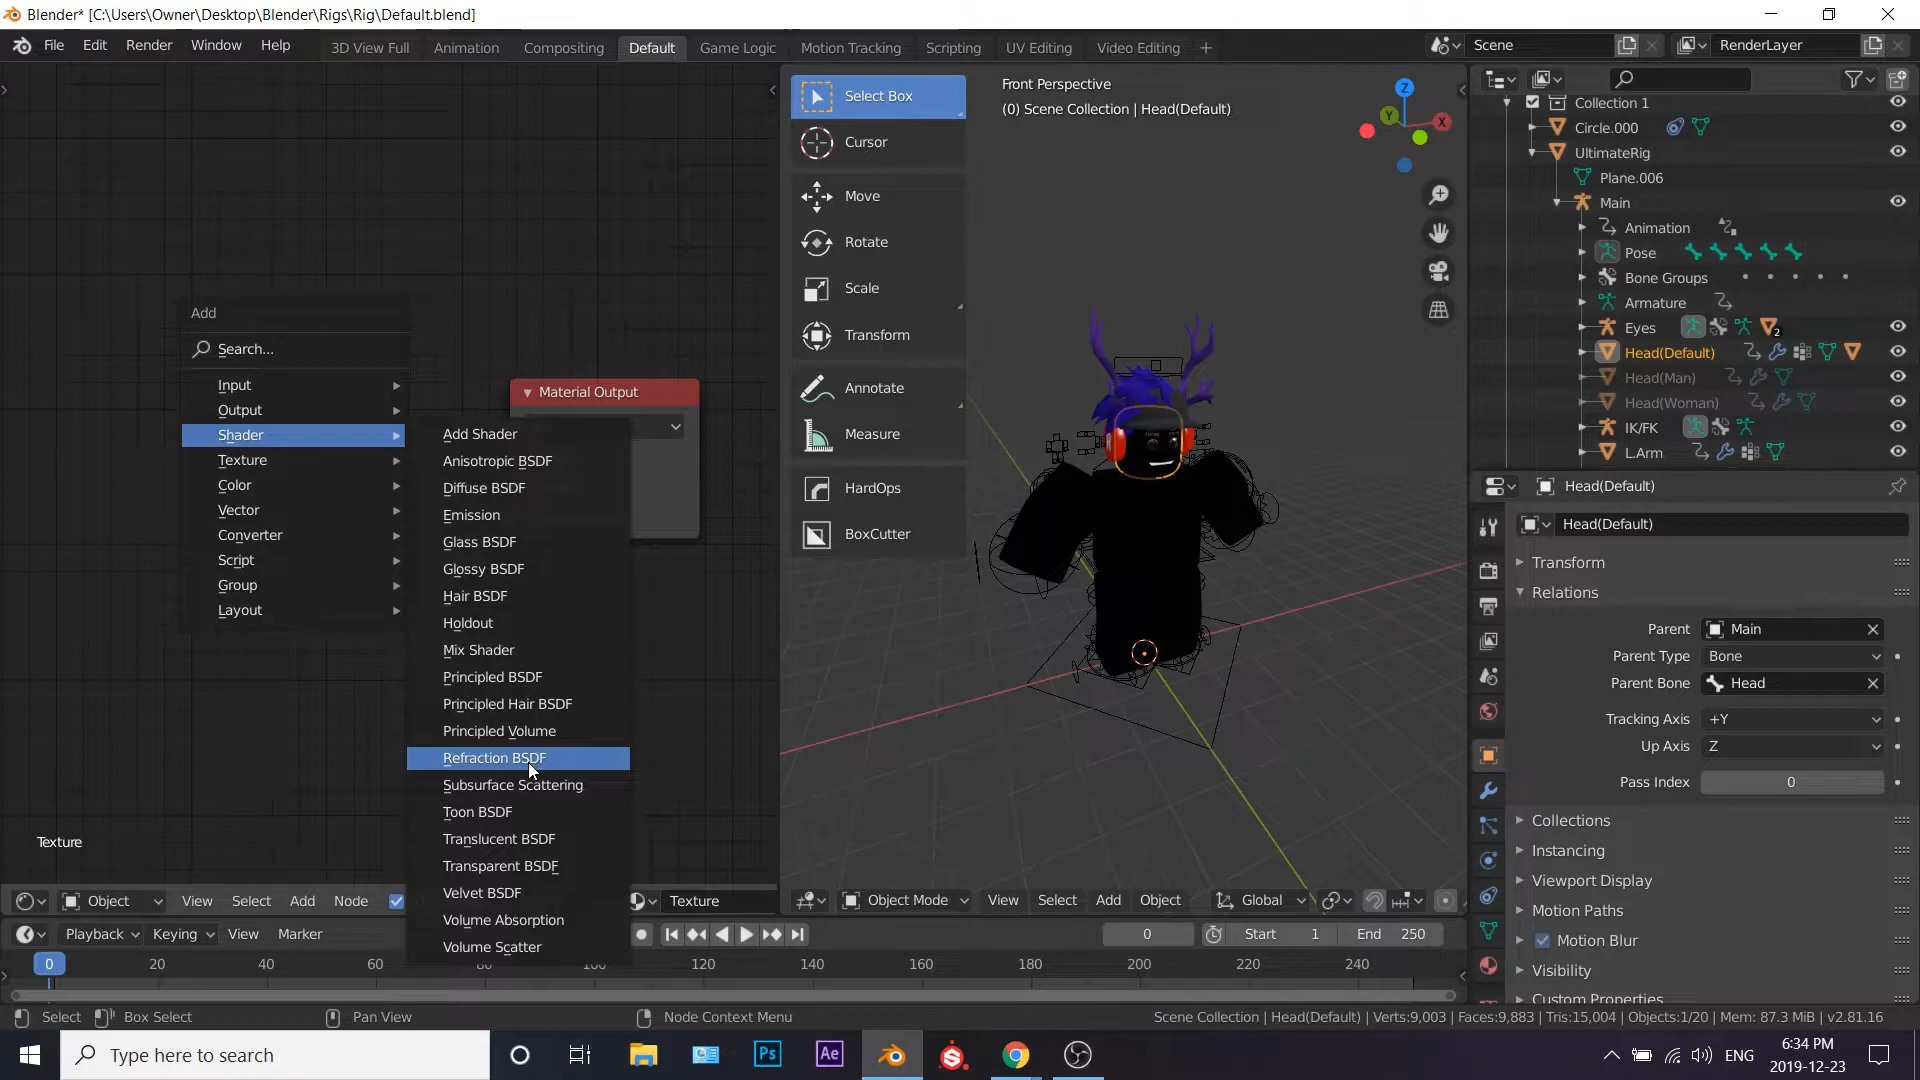 Blender* [C:\Users\Owner\Desktop\Blender\Rigs\Rig\Default.blend]
File Edit Render Window Help 3D View Full Animation Compositing Default Game Logic Motion Tracking Scripting UV Editing Video Editing + Scene RenderLayer
Add
Search...
Input
Output
Shader
Texture
Color
Vector
Converter
Script
Group
Layout
Material Output
Add Shader
Anisotropic BSDF
Diffuse BSDF
Emission
Glass BSDF
Glossy BSDF
Hair BSDF
Holdout
Mix Shader
Principled BSDF
Principled Hair BSDF
Principled Volume
Refraction BSDF
Subsurface Scattering
Toon BSDF
Translucent BSDF
Transparent BSDF
Velvet BSDF
Volume Absorption
Volume Scatter
Texture
Object View Select Add Node Texture
Select Box
Cursor
Move
Rotate
Scale
Transform
Annotate
Measure
HardOps
BoxCutter
Front Perspective
(0) Scene Collection | Head(Default)
Z
Y
X
Object Mode View Select Add Object Global
Collection 1
Circle.000
UltimateRig
Plane.006
Main
Animation
Pose
Bone Groups
Armature
Eyes 2
Head(Default)
Head(Man)
Head(Woman)
IK/FK
L.Arm
Head(Default)
Head(Default)
Transform
Relations
Parent Main
Parent Type Bone
Parent Bone Head
Tracking Axis +Y
Up Axis Z
Pass Index 0
Collections
Instancing
Viewport Display
Motion Paths
Motion Blur
Visibility
Custom Properties
Playback Keying View Marker 0 Start 1 End 250
0 20 40 60 80 100 120 140 160 180 200 220 240
Select Box Select Pan View Node Context Menu Scene Collection | Head(Default) | Verts:9,003 | Faces:9,883 | Tris:15,004 | Objects:1/20 | Mem: 87.3 MiB | v2.81.16
Type here to search Ps Ae ENG
6:34 PM
2019-12-23